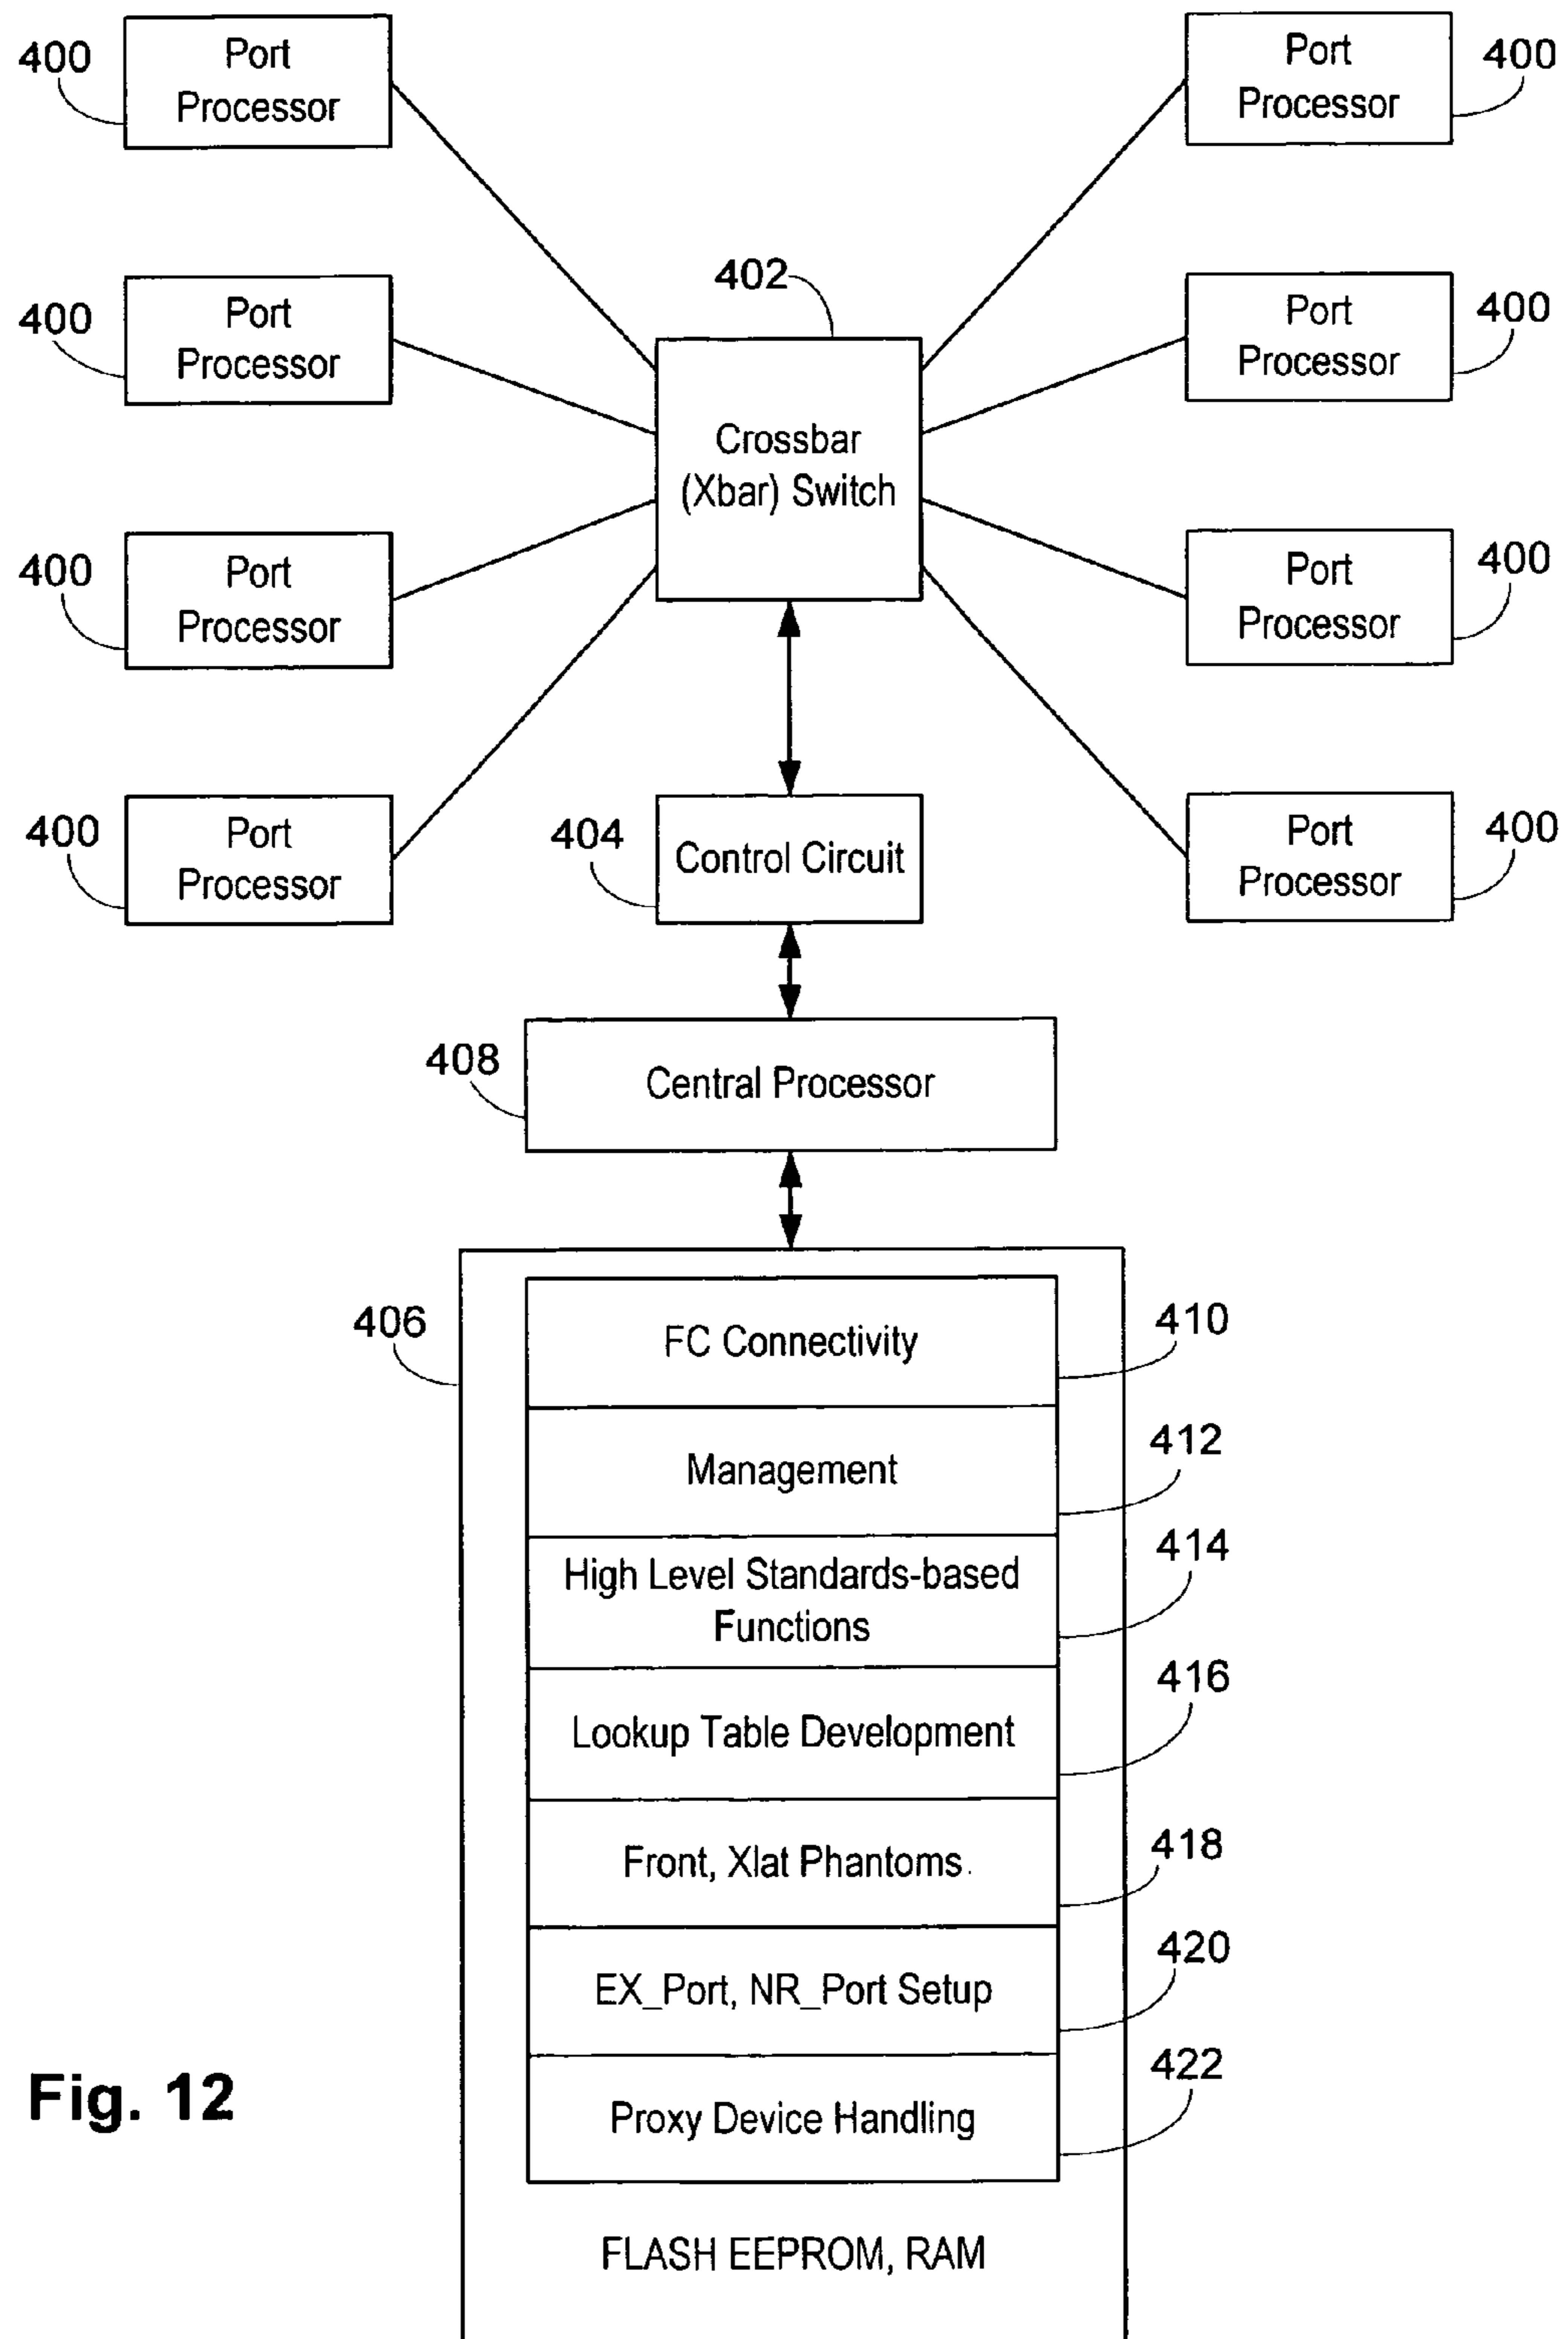 400
Port
Processor
Port
Processor
400
400
Port
Processor
402
Port
Processor
400
Crossbar
(Xbar) Switch
400
Port
Processor
Port
Processor
400
400
Port
Processor
404
Control Circuit
Port
Processor
400
408
Central Processor
406
FC Connectivity
410
Management
412
High Level Standards-based
Functions
414
Lookup Table Development
416
Front, Xlat Phantoms
418
EX_Port, NR_Port Setup
420
Proxy Device Handling
422
Fig. 12
FLASH EEPROM, RAM